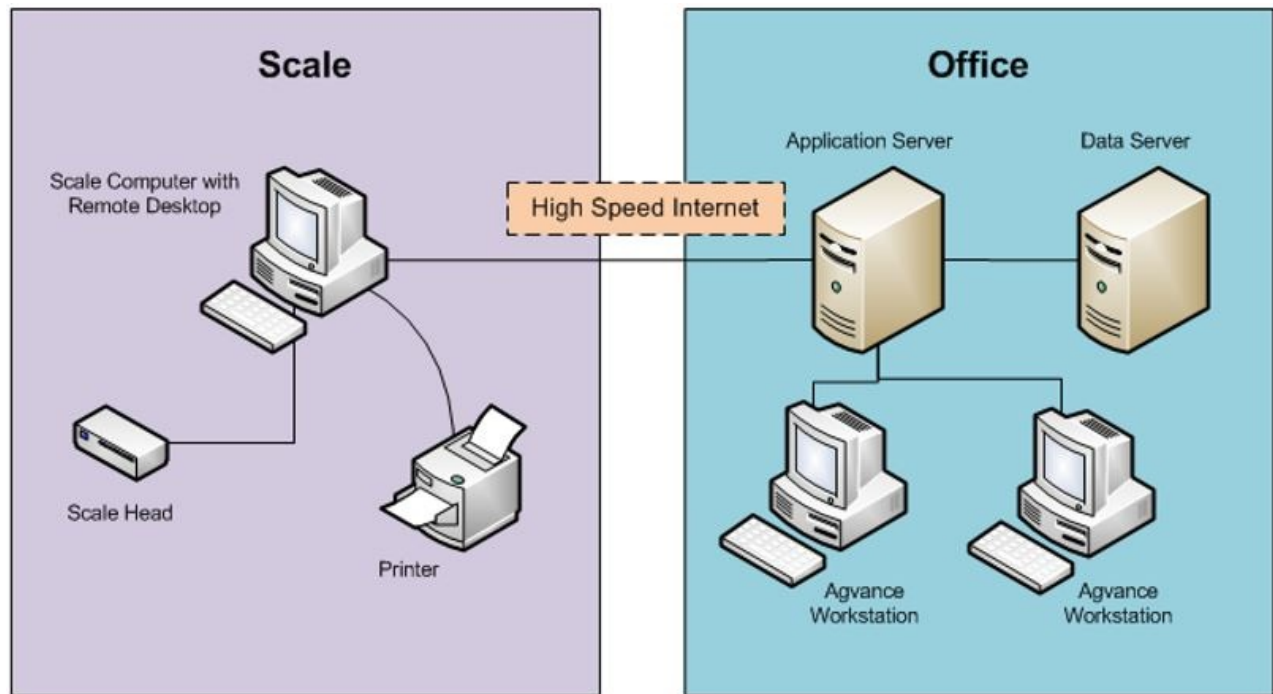 Scale
Office
Application Server
Data Server
Scale Computer with
Remote Desktop
High Speed Internet
Scale Head
Printer
Agvance
Workstation
Agvance
Workstation